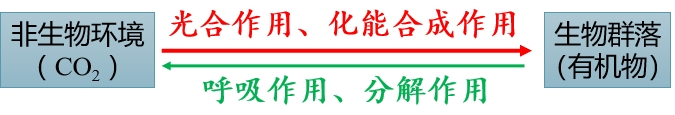 非生物环境
（CO₂）
光合作用、化能合成作用
呼吸作用、分解作用
生物群落
（有机物）